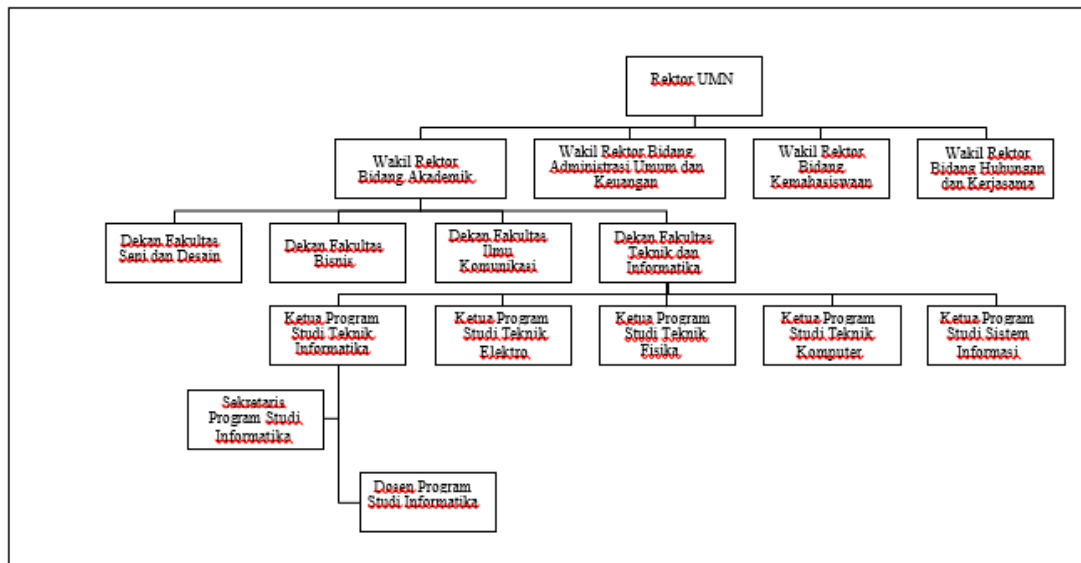 Rektor UMN
Wakil Rektor
Bidang Akademik
Wakil Rektor Bidang
Administrasi Umum dan
Keuangan
Wakil Rektor
Bidang
Kemahasiswaan
Wakil Rektor
Bidang Hubungan
dan Kerjasama
Dekan Fakultas
Seni dan Desain
Dekan Fakultas
Bisnis
Dekan Fakultas
Ilmu
Komunikasi
Dekan Fakultas
Teknik dan
Informatika
Ketua Program
Studi Teknik
Informatika
Ketua Program
Studi Teknik
Elektro
Ketua Program
Studi Teknik
Fisika
Ketua Program
Studi Teknik
Komputer
Ketua Program
Studi Sistem
Informasi
Sekretaris
Program Studi
Informatika
Dosen Program
Studi Informatika